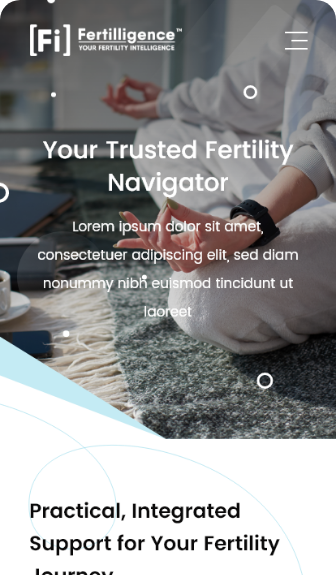 [Fi] Fertilligence™
YOUR FERTILITY INTELLIGENCE
Your Trusted Fertility
Navigator
Lorem ipsum dolor sit amet,
consectetuer adipiscing elit, sed diam
nonummy nibh euismod tincidunt ut
laoreet
Practical, Integrated
Support for Your Fertility
Journey